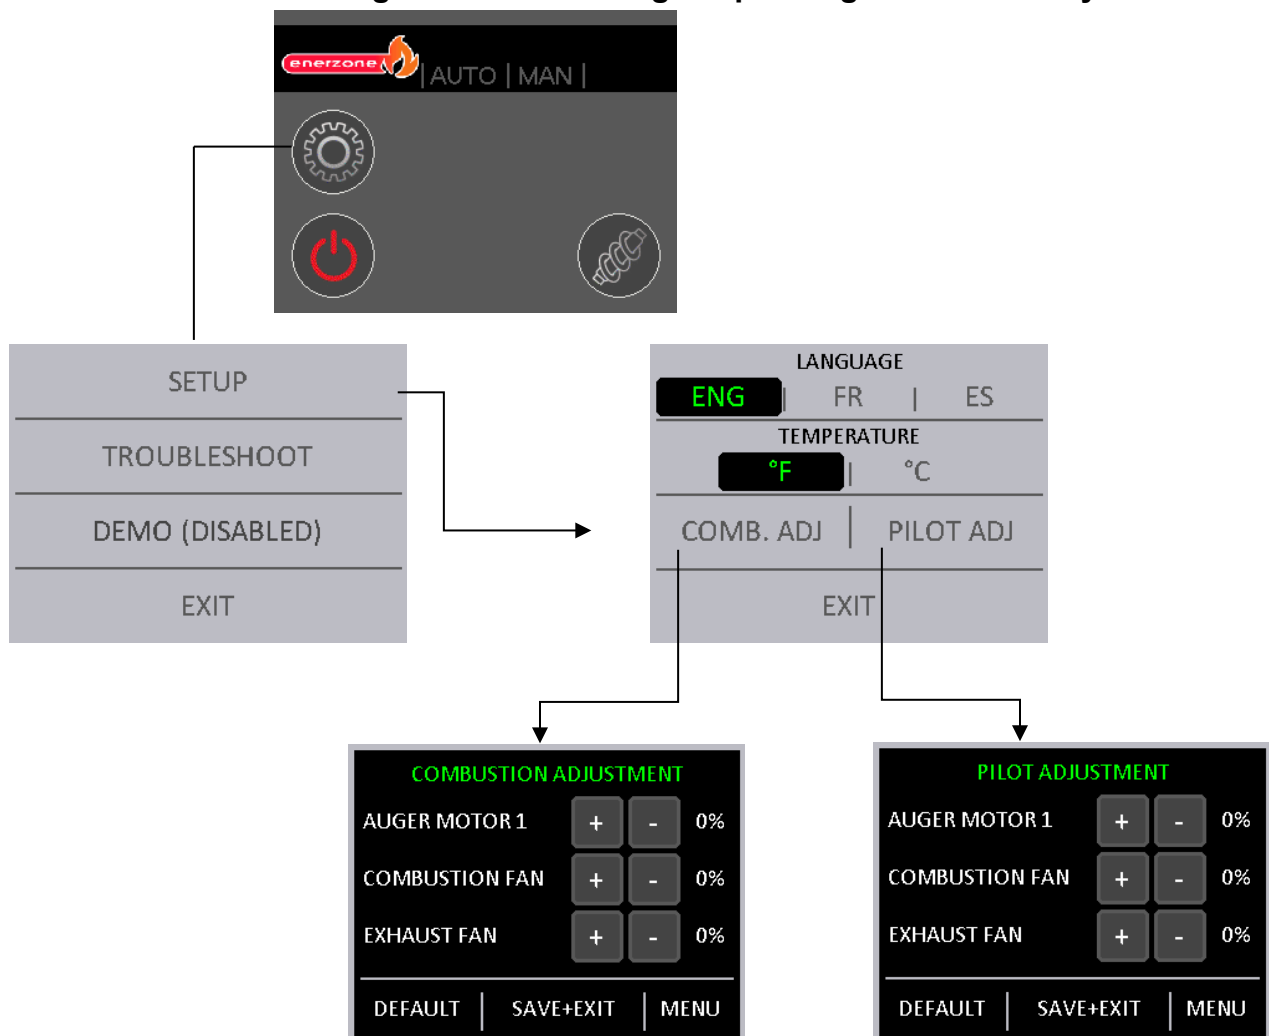 enerzone | AUTO | MAN |
SETUP
TROUBLESHOOT
DEMO (DISABLED)
EXIT
LANGUAGE
ENG | FR | ES
TEMPERATURE
°F | °C
COMB. ADJ | PILOT ADJ
EXIT
COMBUSTION ADJUSTMENT
AUGER MOTOR 1 + - 0%
COMBUSTION FAN + - 0%
EXHAUST FAN + - 0%
DEFAULT | SAVE+EXIT | MENU
PILOT ADJUSTMENT
AUGER MOTOR 1 + - 0%
COMBUSTION FAN + - 0%
EXHAUST FAN + - 0%
DEFAULT | SAVE+EXIT | MENU